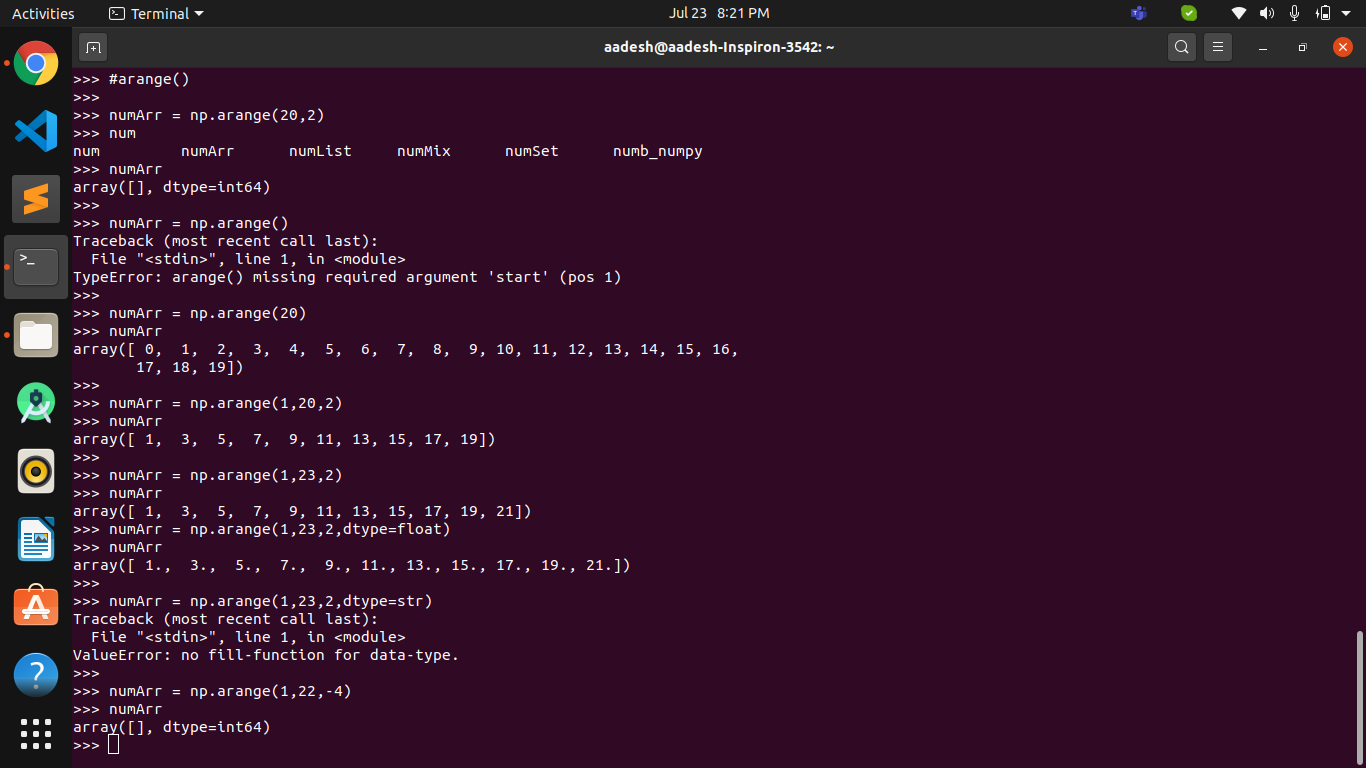 Activities Terminal Jul 23 8:21 PM
aadesh@aadesh-Inspiron-3542: ~
>>> #arange()
>>>
>>> numArr = np.arange(20,2)
>>> num
num         numArr      numList     numMix      numSet      numb_numpy
>>> numArr
array([], dtype=int64)
>>>
>>> numArr = np.arange()
Traceback (most recent call last):
  File "<stdin>", line 1, in <module>
TypeError: arange() missing required argument 'start' (pos 1)
>>>
>>> numArr = np.arange(20)
>>> numArr
array([ 0,  1,  2,  3,  4,  5,  6,  7,  8,  9, 10, 11, 12, 13, 14, 15, 16,
       17, 18, 19])
>>>
>>> numArr = np.arange(1,20,2)
>>> numArr
array([ 1,  3,  5,  7,  9, 11, 13, 15, 17, 19])
>>>
>>> numArr = np.arange(1,23,2)
>>> numArr
array([ 1,  3,  5,  7,  9, 11, 13, 15, 17, 19, 21])
>>> numArr = np.arange(1,23,2,dtype=float)
>>> numArr
array([ 1.,  3.,  5.,  7.,  9., 11., 13., 15., 17., 19., 21.])
>>>
>>> numArr = np.arange(1,23,2,dtype=str)
Traceback (most recent call last):
  File "<stdin>", line 1, in <module>
ValueError: no fill-function for data-type.
>>>
>>> numArr = np.arange(1,22,-4)
>>> numArr
array([], dtype=int64)
>>>